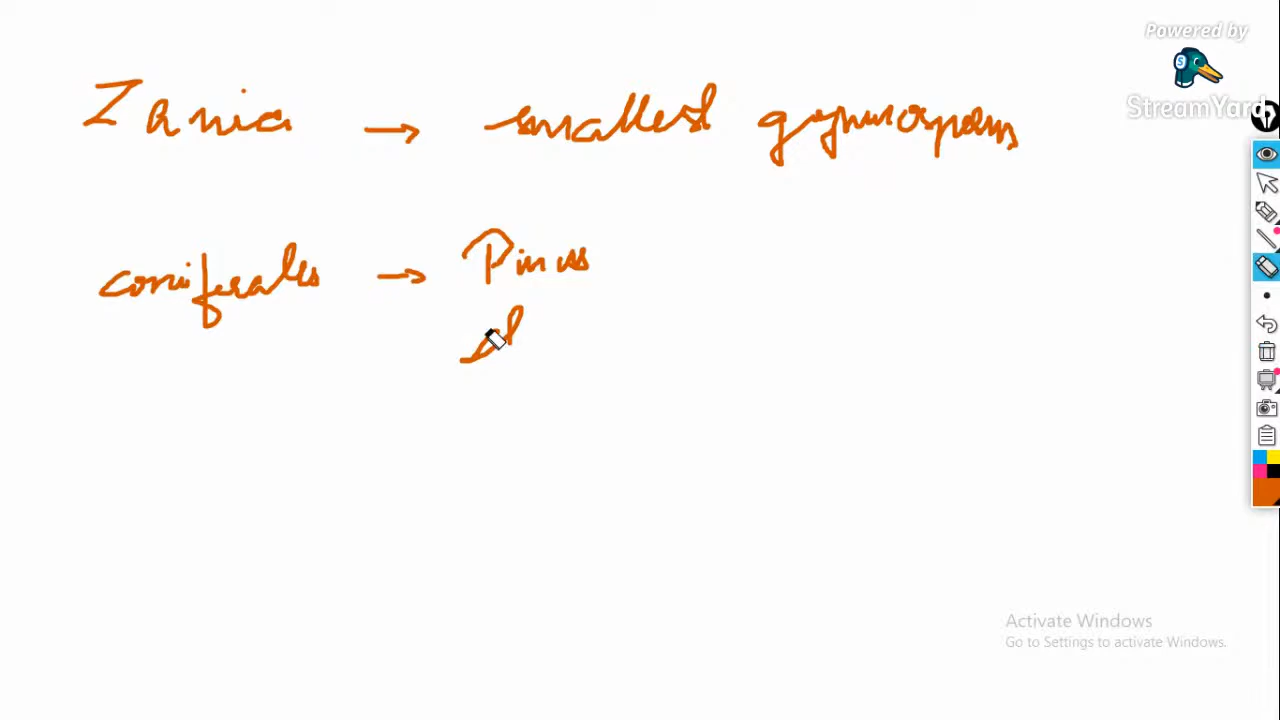 Powered by
StreamYard
Zamia → smallest gymnosperm
coniferales → Pinus
Activate Windows
Go to Settings to activate Windows.